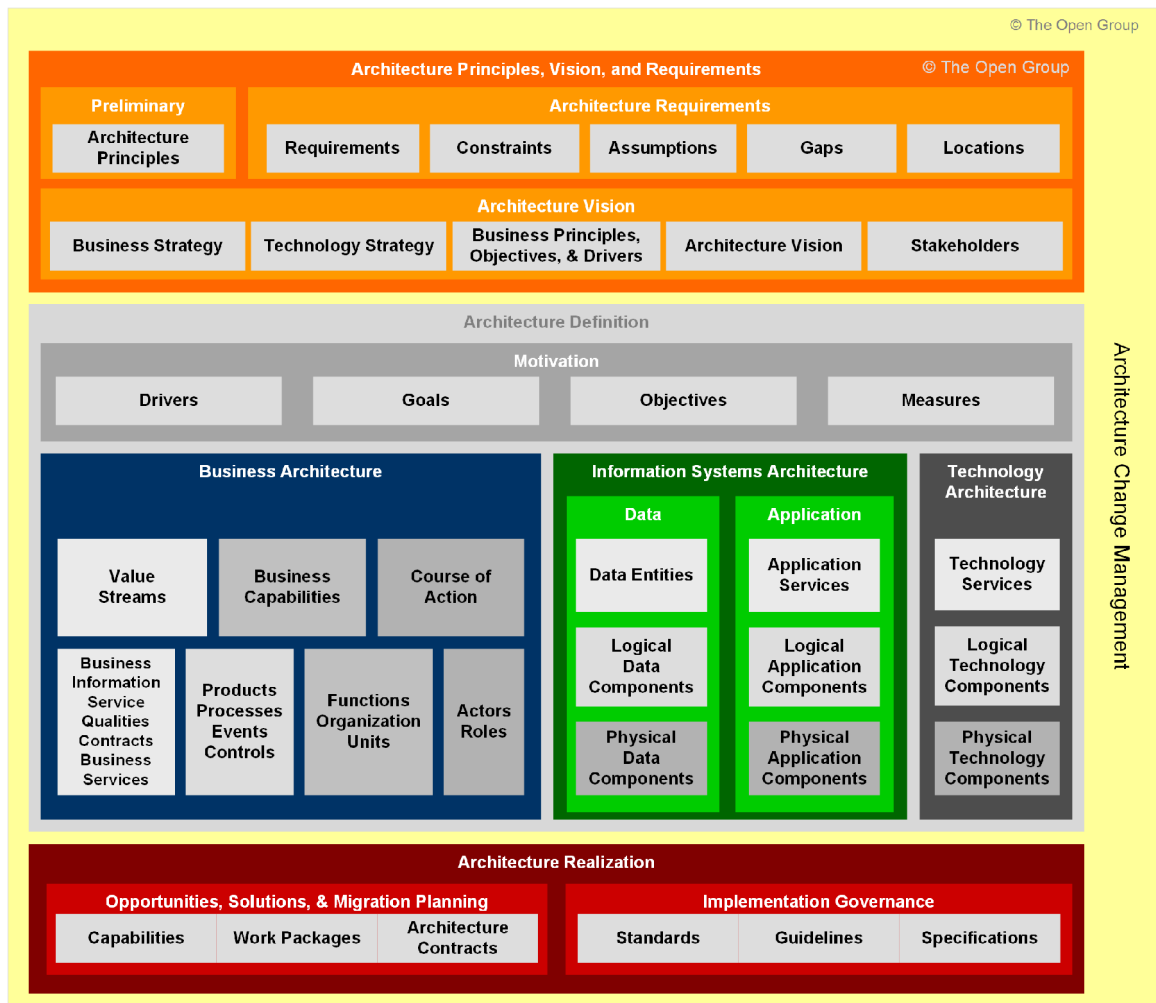 © The Open Group
Architecture Principles, Vision, and Requirements
© The Open Group
Preliminary
Architecture
Principles
Architecture Requirements
Requirements
Constraints
Assumptions
Gaps
Locations
Architecture Vision
Business Strategy
Technology Strategy
Business Principles,
Objectives, & Drivers
Architecture Vision
Stakeholders
Architecture Definition
Motivation
Drivers
Goals
Objectives
Measures
Business Architecture
Value
Streams
Business
Capabilities
Course of
Action
Business
Information
Service
Qualities
Contracts
Business
Services
Products
Processes
Events
Controls
Functions
Organization
Units
Actors
Roles
Information Systems Architecture
Data
Data Entities
Logical
Data
Components
Physical
Data
Components
Application
Application
Services
Logical
Application
Components
Physical
Application
Components
Technology
Architecture
Technology
Services
Logical
Technology
Components
Physical
Technology
Components
Architecture Realization
Opportunities, Solutions, & Migration Planning
Capabilities
Work Packages
Architecture
Contracts
Implementation Governance
Standards
Guidelines
Specifications
Architecture Change Management